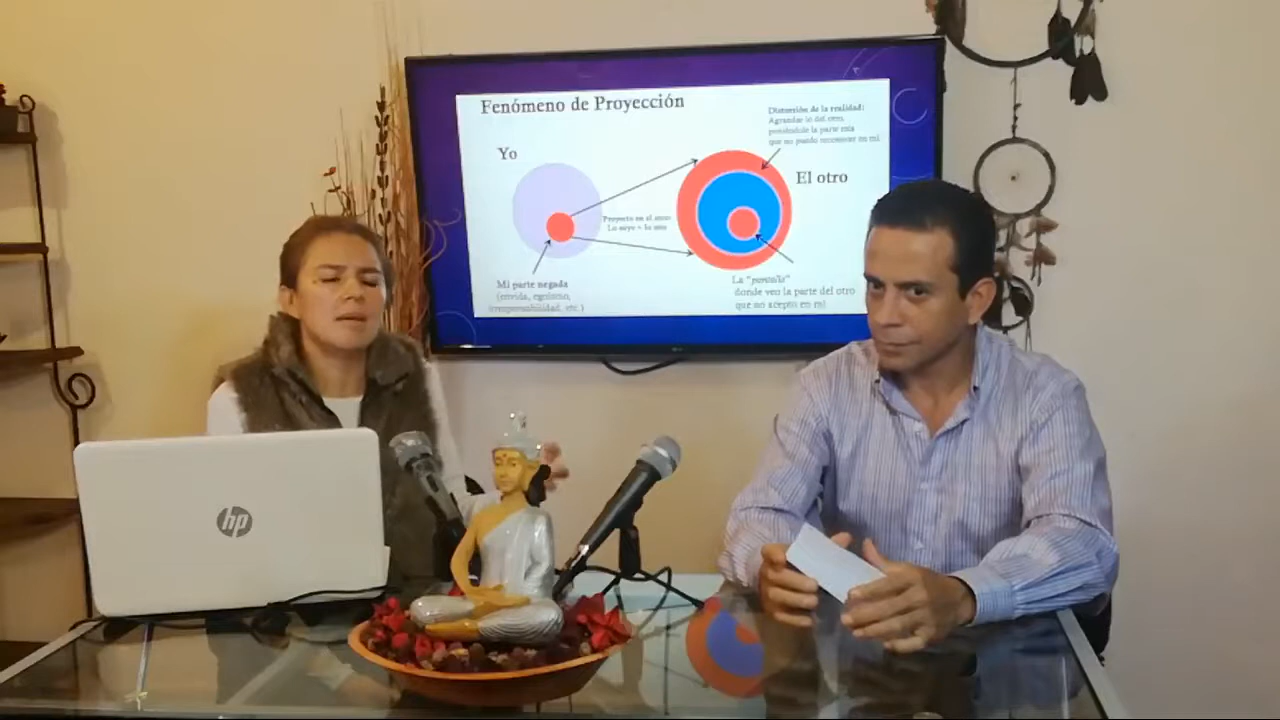 Fenómeno de Proyección
Yo
Distorsión de la realidad:
Agrandar lo del otro,
poniéndole la parte mía
que no puedo reconocer en mí
El otro
Proyecto en el otro
Lo suyo + lo mío
Mi parte negada
(envidia, egoísmo,
irresponsabilidad, etc.)
La "pantalla"
donde veo la parte del otro
que no acepto en mí
hp